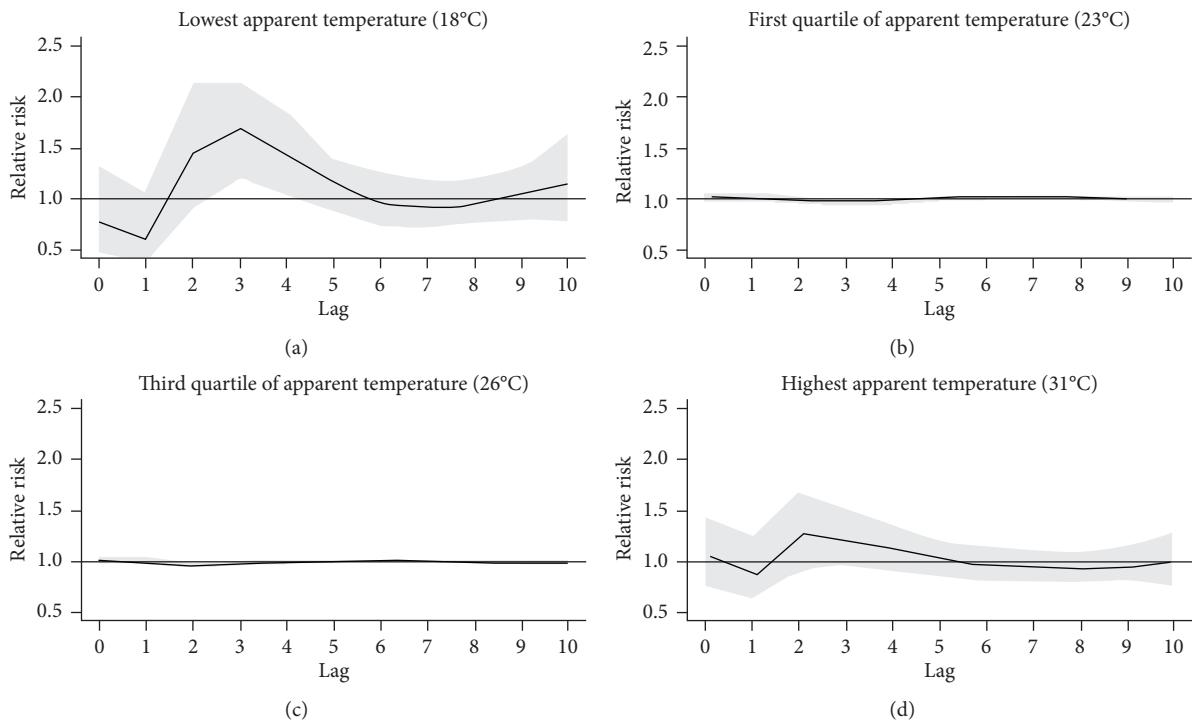 Lowest apparent temperature (18°C)
2.5
2.0
1.5
1.0
0.5
Relative risk
0 1 2 3 4 5 6 7 8 9 10
Lag
(a)
First quartile of apparent temperature (23°C)
2.5
2.0
1.5
1.0
0.5
Relative risk
0 1 2 3 4 5 6 7 8 9 10
Lag
(b)
Third quartile of apparent temperature (26°C)
2.5
2.0
1.5
1.0
0.5
Relative risk
0 1 2 3 4 5 6 7 8 9 10
Lag
(c)
Highest apparent temperature (31°C)
2.5
2.0
1.5
1.0
0.5
Relative risk
0 1 2 3 4 5 6 7 8 9 10
Lag
(d)